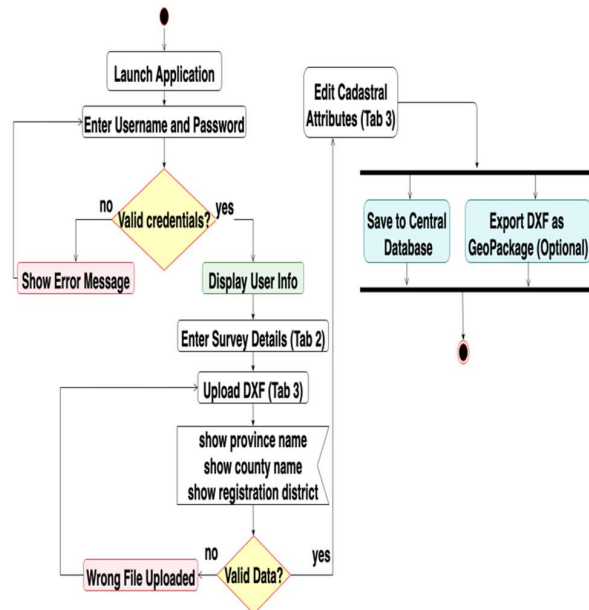 Launch Application
Enter Username and Password
Valid credentials?
no
yes
Show Error Message
Display User Info
Enter Survey Details (Tab 2)
Upload DXF (Tab 3)
show province name
show county name
show registration district
Valid Data?
no
yes
Wrong File Uploaded
Edit Cadastral
Attributes (Tab 3)
Save to Central
Database
Export DXF as
GeoPackage (Optional)